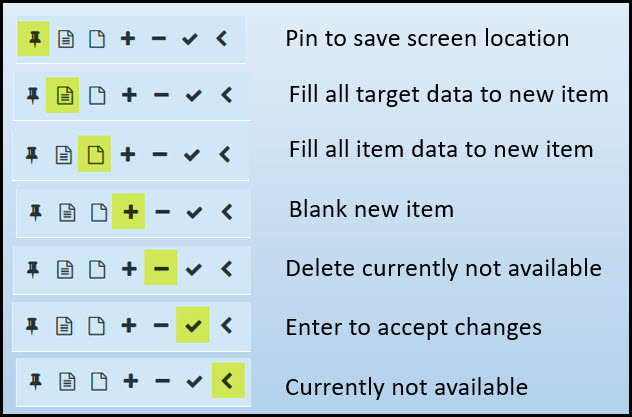 Pin to save screen location
Fill all target data to new item
Fill all item data to new item
Blank new item
Delete currently not available
Enter to accept changes
Currently not available